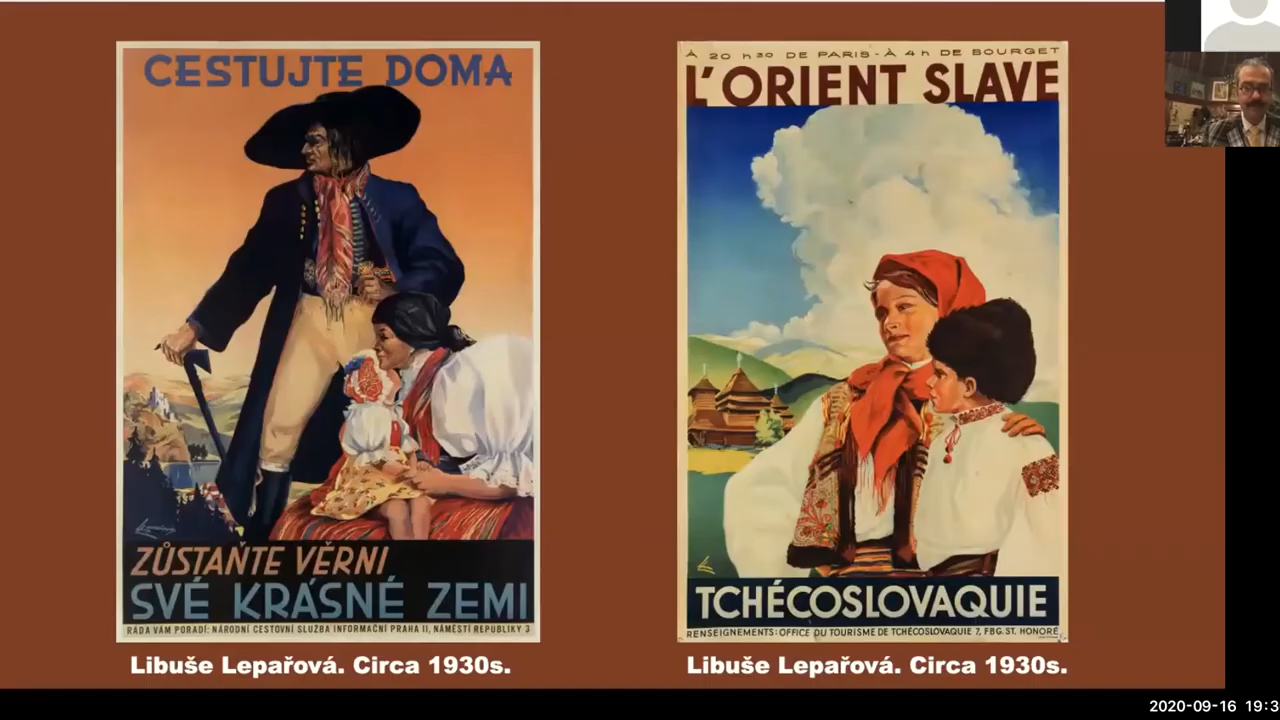 CESTUJTE DOMA
ZŮSTAŇTE VĚRNI
SVÉ KRÁSNÉ ZEMI
RÁDA VÁM PORADÍ: NÁRODNÍ CESTOVNÍ SLUŽBA INFORMAČNÍ PRAHA II, NÁMĚSTÍ REPUBLIKY 3
Libuše Lepařová. Circa 1930s.
À 20 h 30 DE PARIS - À 4 h DE BOURGET
L'ORIENT SLAVE
TCHÉCOSLOVAQUIE
RENSEIGNEMENTS: OFFICE DU TOURISME DE TCHÉCOSLOVAQUIE 7, FBG. ST. HONORÉ
Libuše Lepařová. Circa 1930s.
2020-09-16 19:3